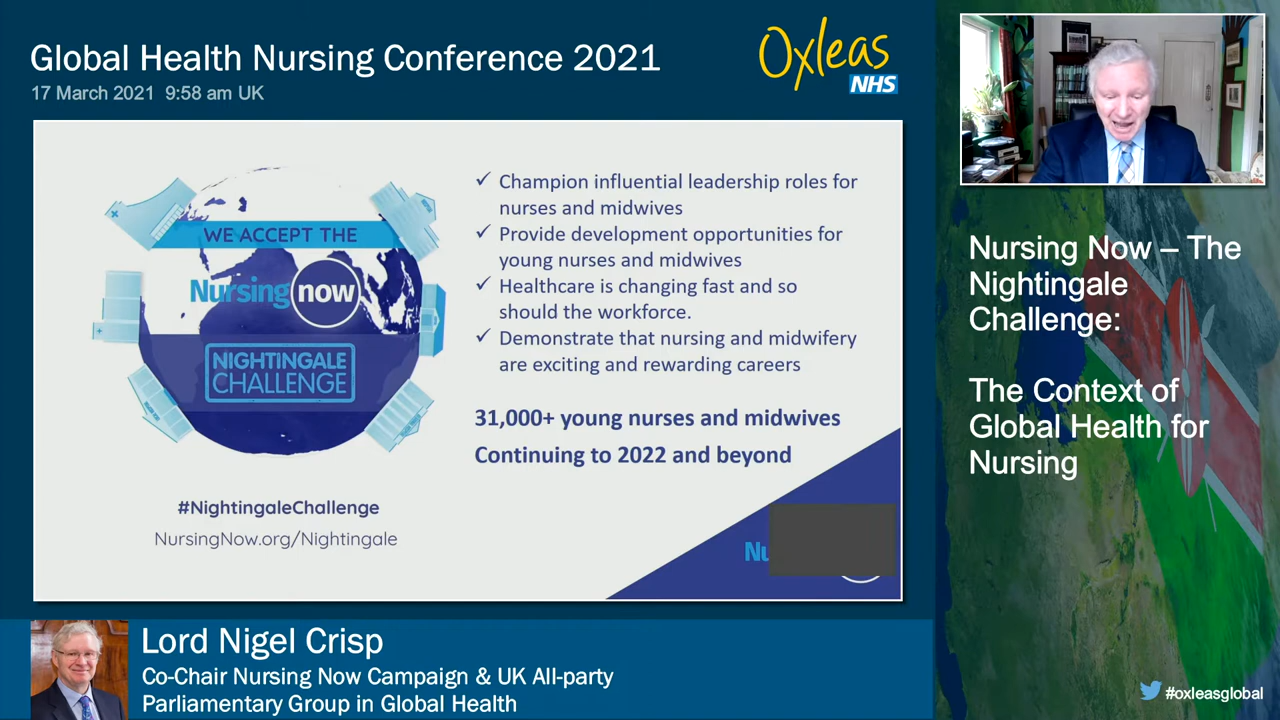 Global Health Nursing Conference 2021
17 March 2021 9:58 am UK
Oxleas
NHS
WE ACCEPT THE
Nursing now
NIGHTINGALE
CHALLENGE
#NightingaleChallenge
NursingNow.org/Nightingale
✓ Champion influential leadership roles for
nurses and midwives
✓ Provide development opportunities for
young nurses and midwives
✓ Healthcare is changing fast and so
should the workforce.
✓ Demonstrate that nursing and midwifery
are exciting and rewarding careers
31,000+ young nurses and midwives
Continuing to 2022 and beyond
Nu
Nursing Now – The
Nightingale
Challenge:
The Context of
Global Health for
Nursing
Lord Nigel Crisp
Co-Chair Nursing Now Campaign & UK All-party
Parliamentary Group in Global Health
#oxleasglobal